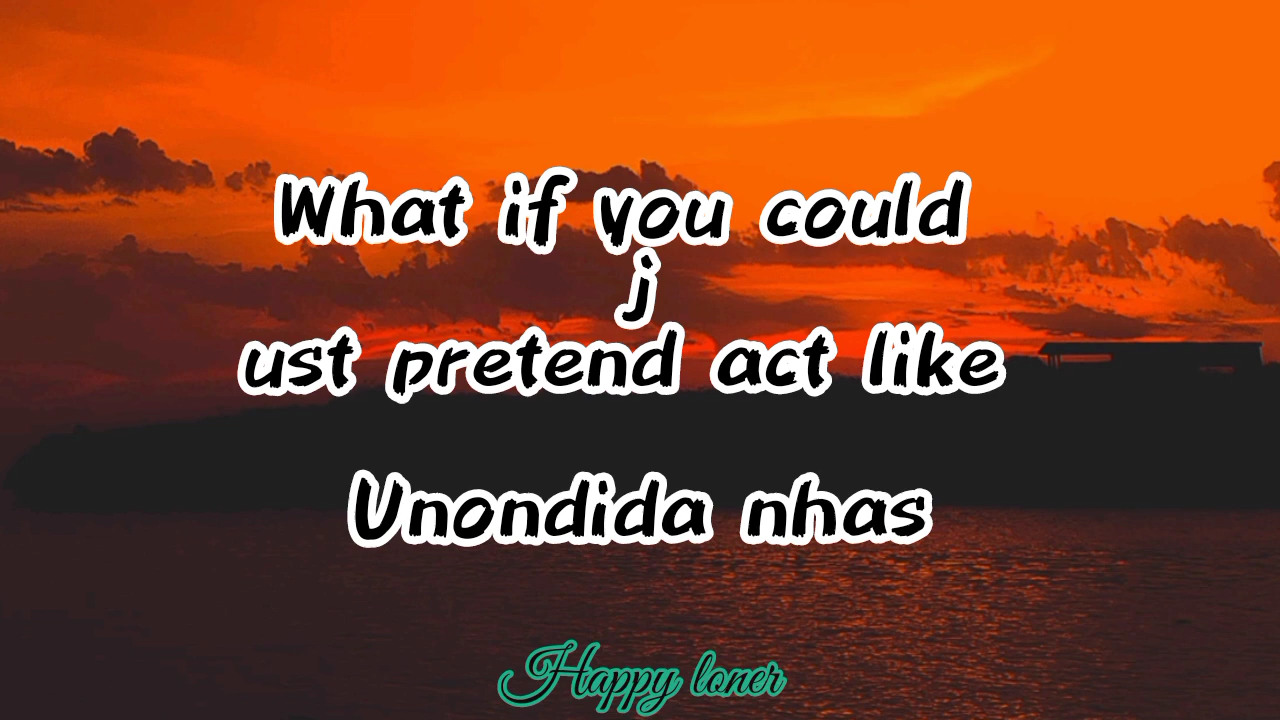 What if you could
j
ust pretend act like
Unondida nhas
Happy loner